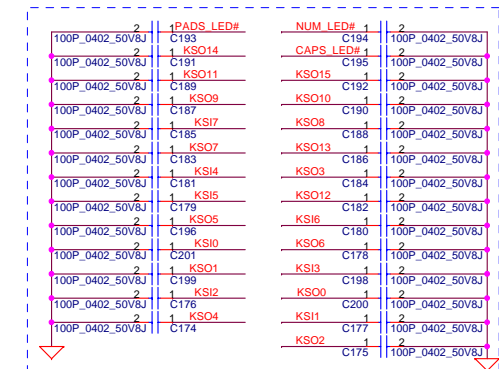 2 1 PADS_LED# NUM_LED# 1 2
100P_0402_50V8J C193 C194 100P_0402_50V8J
2 1 KSO14 CAPS_LED# 1 2
100P_0402_50V8J C191 C195 100P_0402_50V8J
2 1 KSO11 KSO15 1 2
100P_0402_50V8J C189 C192 100P_0402_50V8J
2 1 KSO9 KSO10 1 2
100P_0402_50V8J C187 C190 100P_0402_50V8J
2 1 KSI7 KSO8 1 2
100P_0402_50V8J C185 C188 100P_0402_50V8J
2 1 KSO7 KSO13 1 2
100P_0402_50V8J C183 C186 100P_0402_50V8J
2 1 KSI4 KSO3 1 2
100P_0402_50V8J C181 C184 100P_0402_50V8J
2 1 KSI5 KSO12 1 2
100P_0402_50V8J C179 C182 100P_0402_50V8J
2 1 KSO5 KSI6 1 2
100P_0402_50V8J C196 C180 100P_0402_50V8J
2 1 KSI0 KSO6 1 2
100P_0402_50V8J C201 C178 100P_0402_50V8J
2 1 KSO1 KSI3 1 2
100P_0402_50V8J C199 C198 100P_0402_50V8J
2 1 KSI2 KSO0 1 2
100P_0402_50V8J C176 C200 100P_0402_50V8J
2 1 KSO4 KSI1 1 2
100P_0402_50V8J C174 C177 100P_0402_50V8J
KSO2 1 2
C175 100P_0402_50V8J